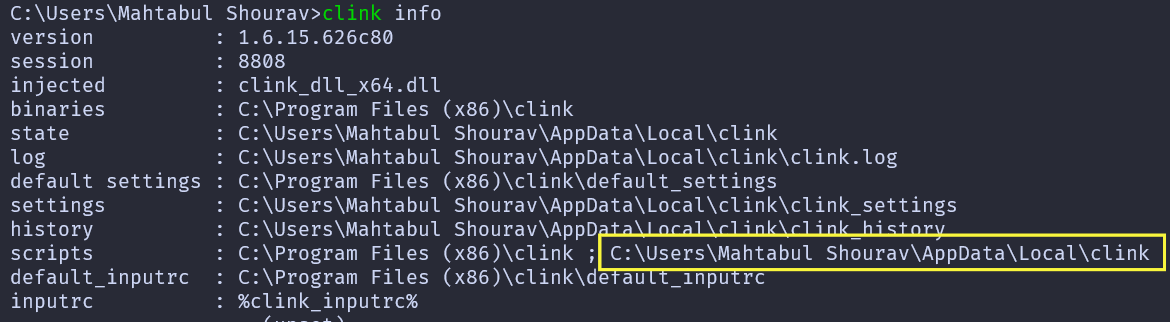 C:\Users\Mahtabul Shourav>clink info
version : 1.6.15.626c80
session : 8808
injected : clink_dll_x64.dll
binaries : C:\Program Files (x86)\clink
state : C:\Users\Mahtabul Shourav\AppData\Local\clink
log : C:\Users\Mahtabul Shourav\AppData\Local\clink\clink.log
default settings : C:\Program Files (x86)\clink\default_settings
settings : C:\Users\Mahtabul Shourav\AppData\Local\clink\clink_settings
history : C:\Users\Mahtabul Shourav\AppData\Local\clink\clink_history
scripts : C:\Program Files (x86)\clink ; C:\Users\Mahtabul Shourav\AppData\Local\clink
default_inputrc : C:\Program Files (x86)\clink\default_inputrc
inputrc : %clink_inputrc%
(unset)